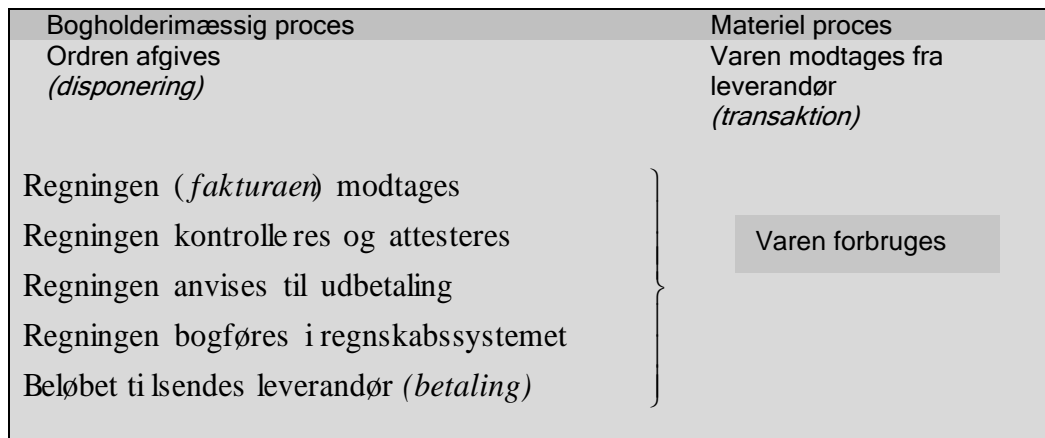 Bogholderimæssig proces Materiel proces
Ordren afgives Varen modtages fra
(disponering) leverandør
(transaktion)
Regningen (fakturaen) modtages
Regningen kontrolleres og attesteres
Varen forbruges
Regningen anvises til udbetaling
Regningen bogføres i regnskabssystemet
Beløbet tilsendes leverandør (betaling)